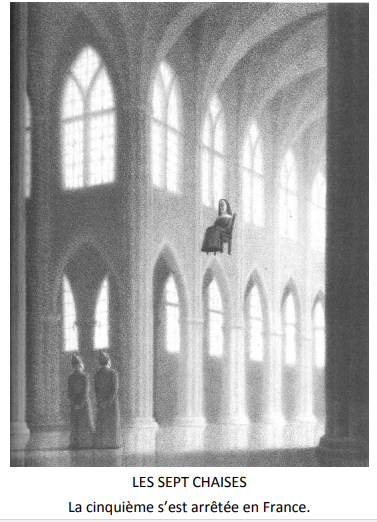 LES SEPT CHAISES
La cinquième s’est arrêtée en France.